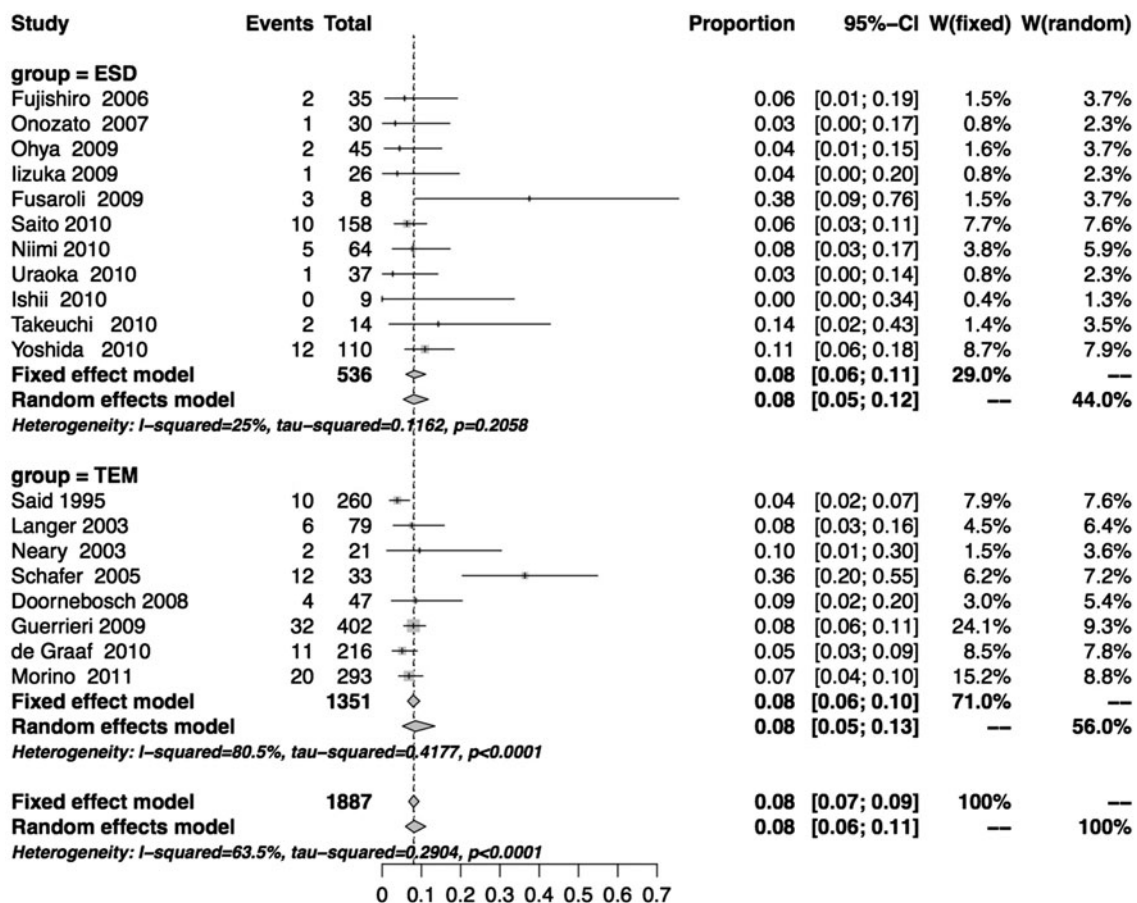 Study Events Total Proportion 95%−CI W(fixed) W(random)
group = ESD
Fujishiro 2006 2 35 0.06 [0.01; 0.19] 1.5% 3.7%
Onozato 2007 1 30 0.03 [0.00; 0.17] 0.8% 2.3%
Ohya 2009 2 45 0.04 [0.01; 0.15] 1.6% 3.7%
Iizuka 2009 1 26 0.04 [0.00; 0.20] 0.8% 2.3%
Fusaroli 2009 3 8 0.38 [0.09; 0.76] 1.5% 3.7%
Saito 2010 10 158 0.06 [0.03; 0.11] 7.7% 7.6%
Niimi 2010 5 64 0.08 [0.03; 0.17] 3.8% 5.9%
Uraoka 2010 1 37 0.03 [0.00; 0.14] 0.8% 2.3%
Ishii 2010 0 9 0.00 [0.00; 0.34] 0.4% 1.3%
Takeuchi 2010 2 14 0.14 [0.02; 0.43] 1.4% 3.5%
Yoshida 2010 12 110 0.11 [0.06; 0.18] 8.7% 7.9%
Fixed effect model 536 0.08 [0.06; 0.11] 29.0% −−
Random effects model 0.08 [0.05; 0.12] −− 44.0%
Heterogeneity: I−squared=25%, tau−squared=0.1162, p=0.2058
group = TEM
Said 1995 10 260 0.04 [0.02; 0.07] 7.9% 7.6%
Langer 2003 6 79 0.08 [0.03; 0.16] 4.5% 6.4%
Neary 2003 2 21 0.10 [0.01; 0.30] 1.5% 3.6%
Schafer 2005 12 33 0.36 [0.20; 0.55] 6.2% 7.2%
Doornebosch 2008 4 47 0.09 [0.02; 0.20] 3.0% 5.4%
Guerrieri 2009 32 402 0.08 [0.06; 0.11] 24.1% 9.3%
de Graaf 2010 11 216 0.05 [0.03; 0.09] 8.5% 7.8%
Morino 2011 20 293 0.07 [0.04; 0.10] 15.2% 8.8%
Fixed effect model 1351 0.08 [0.06; 0.10] 71.0% −−
Random effects model 0.08 [0.05; 0.13] −− 56.0%
Heterogeneity: I−squared=80.5%, tau−squared=0.4177, p<0.0001
Fixed effect model 1887 0.08 [0.07; 0.09] 100% −−
Random effects model 0.08 [0.06; 0.11] −− 100%
Heterogeneity: I−squared=63.5%, tau−squared=0.2904, p<0.0001
0 0.1 0.2 0.3 0.4 0.5 0.6 0.7